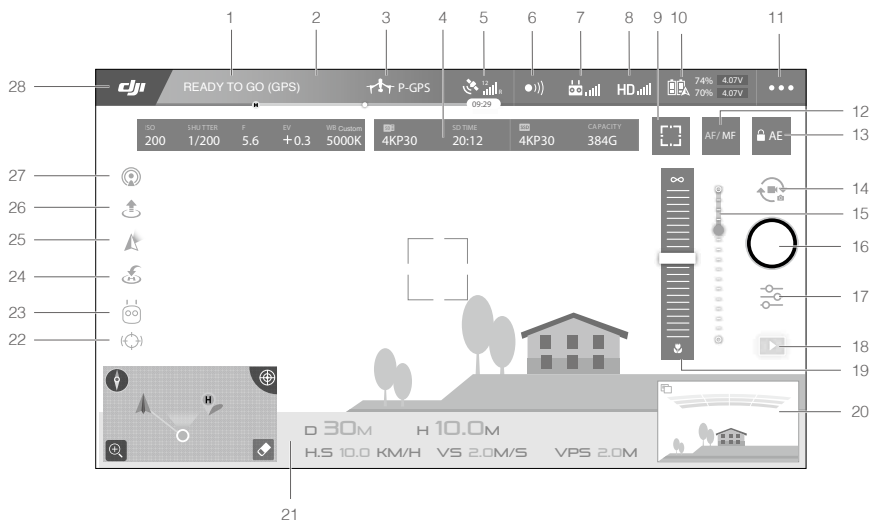 1 2 3 4 5 6 7 8 9 10 11
28 dji READY TO GO (GPS) P-GPS 12 R HD 74% 4.07V
70% 4.07V
H 09:29
12
ISO SHUTTER F EV WB Custom SD TIME CAPACITY
200 1/200 5.6 +0.3 5000K 4KP30 20:12 4KP30 384G AF/ MF AE 13
27 ∞ 14
26
25 15
24 16
23 17
22 18
19
H 20
D 30M H 10.0M
H.S 10.0 KM/H VS 2.0M/S VPS 2.0M
21